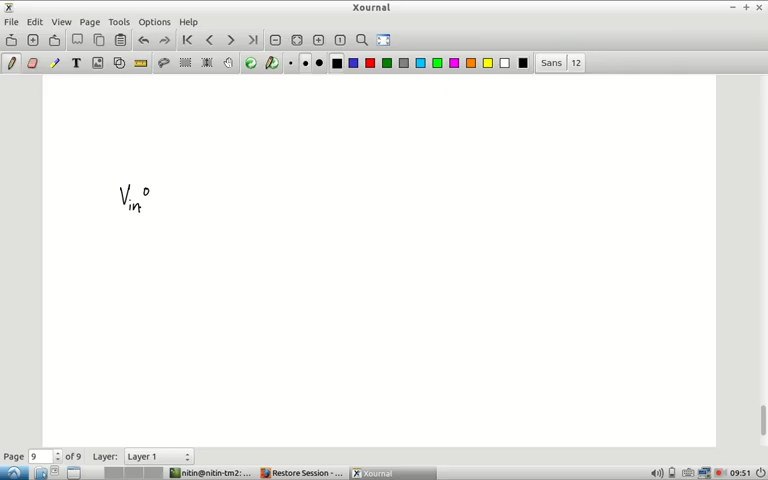 Xournal
File Edit View Page Tools Options Help
Sans 12
Vin
Page 9 of 9 Layer: Layer 1
nitin@nitin-tm2: ... Restore Session - ... Xournal 09:51